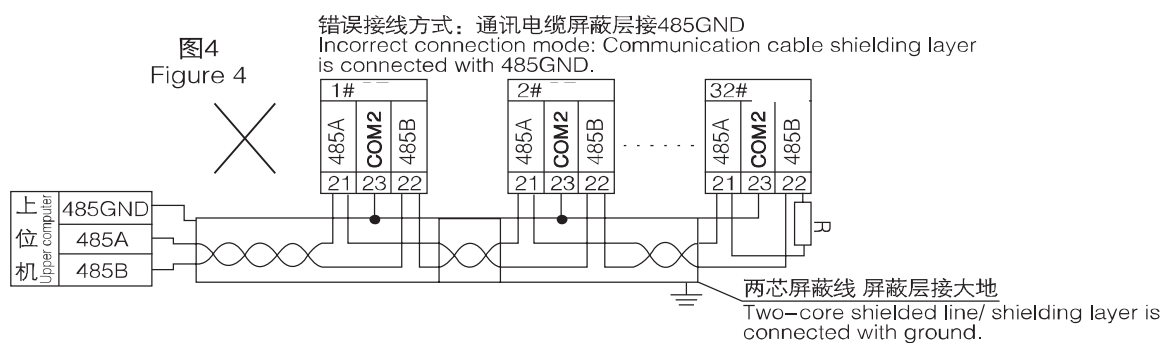 错误接线方式：通讯电缆屏蔽层接485GND
Incorrect connection mode: Communication cable shielding layer
is connected with 485GND.
图4
Figure 4
1#
2#
32#
485A
COM2
485B
485A
COM2
485B
485A
COM2
485B
21
23
22
21
23
22
21
23
22
上位机
Upper computer
485GND
485A
485B
R
两芯屏蔽线 屏蔽层接大地
Two-core shielded line/ shielding layer is
connected with ground.